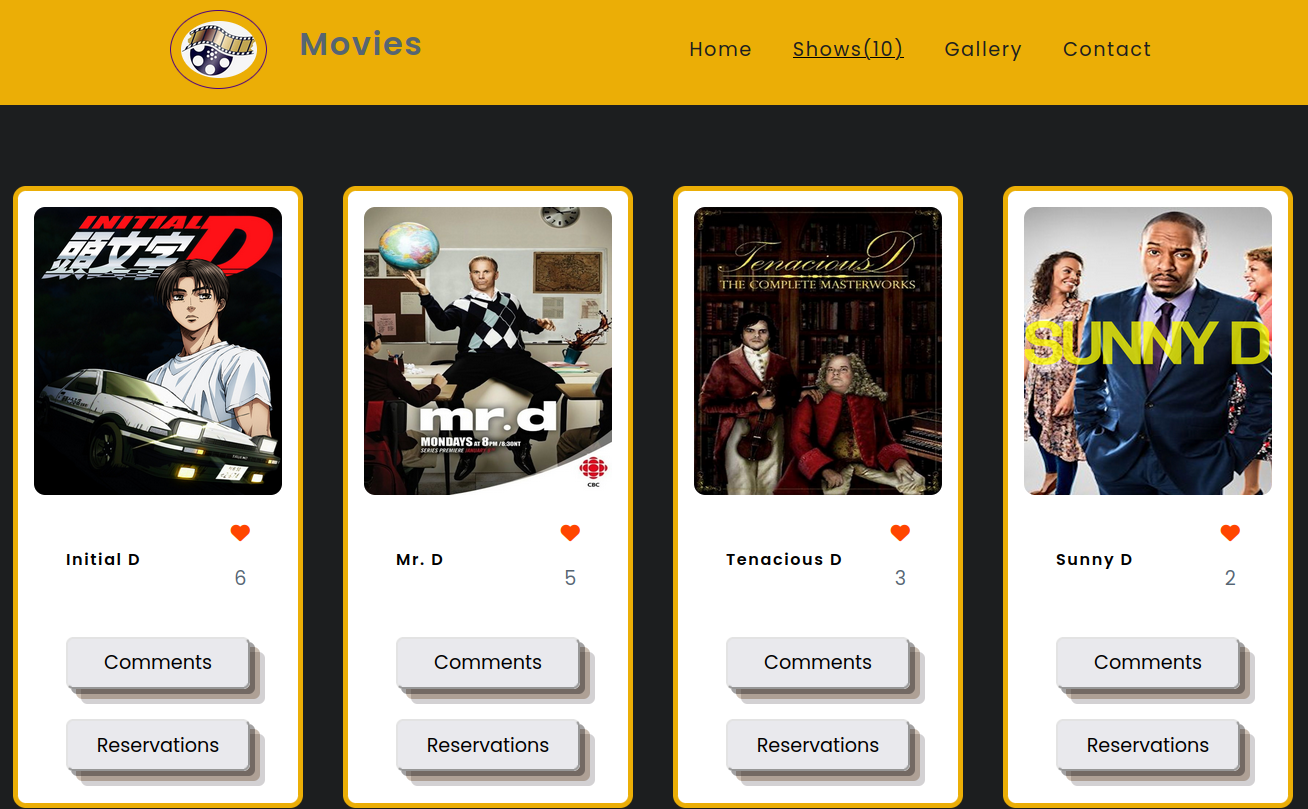 Movies
Home
Shows(10)
Gallery
Contact
INITIAL D
頭文字
mr.d
MONDAYS AT 8PM /8:30NT
SERIES PREMIERE
CBC
Tenacious D
THE COMPLETE MASTERWORKS
SUNNY D
Initial D
6
Mr. D
5
Tenacious D
3
Sunny D
2
Comments
Comments
Comments
Comments
Reservations
Reservations
Reservations
Reservations